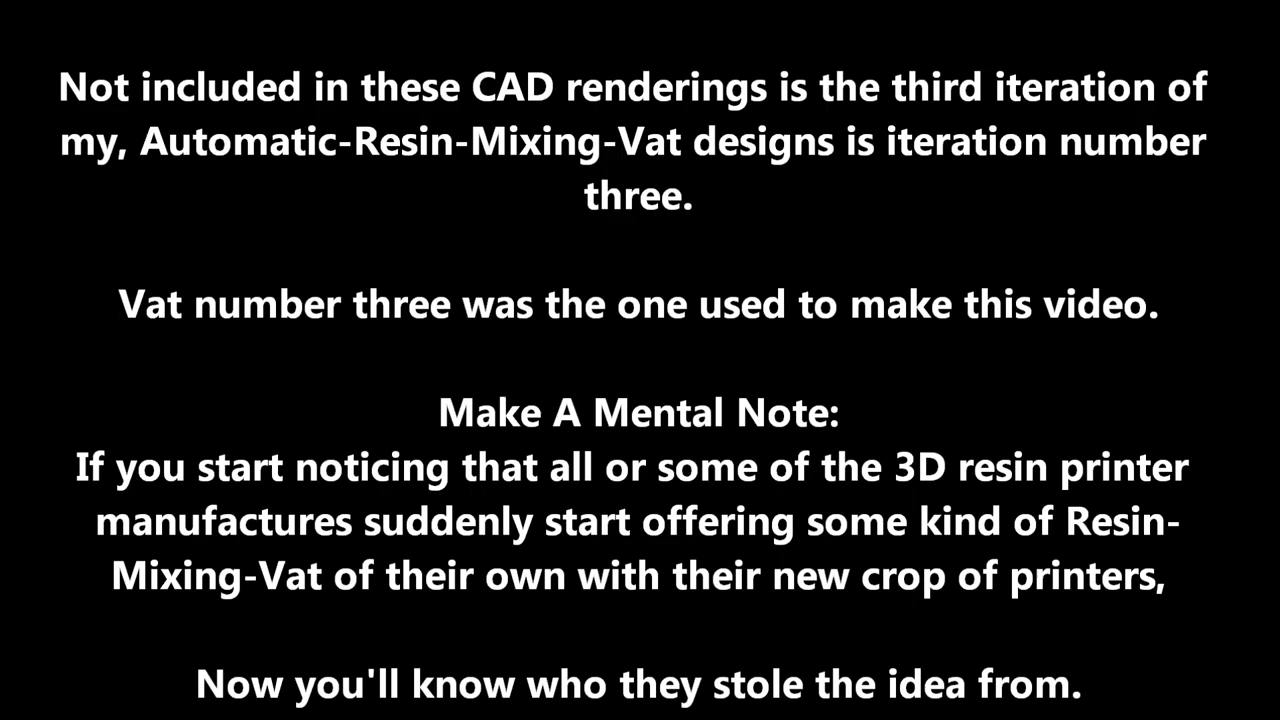 Not included in these CAD renderings is the third iteration of
my, Automatic-Resin-Mixing-Vat designs is iteration number
three.
Vat number three was the one used to make this video.
Make A Mental Note:
If you start noticing that all or some of the 3D resin printer
manufactures suddenly start offering some kind of Resin-
Mixing-Vat of their own with their new crop of printers,
Now you'll know who they stole the idea from.